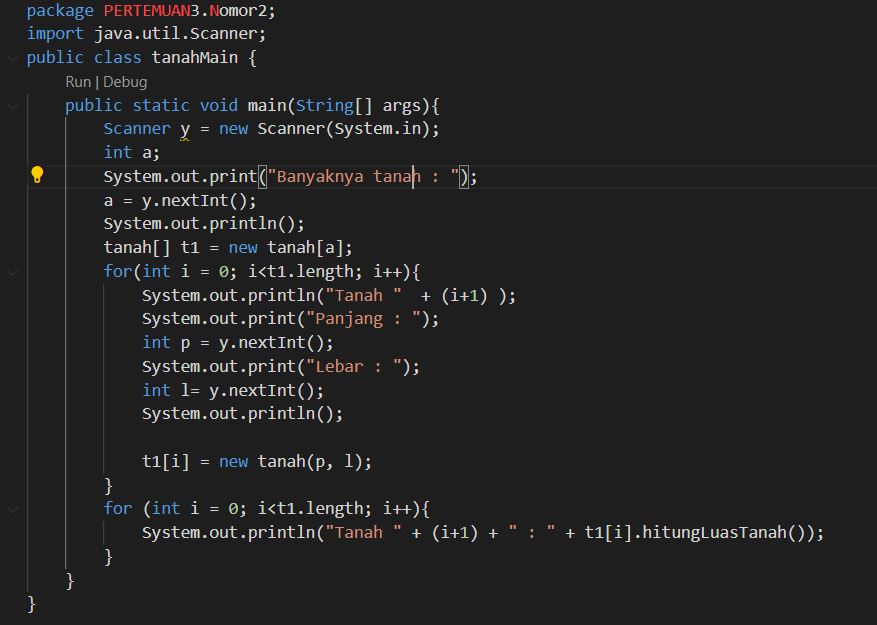 package PERTEMUAN3.Nomor2;
import java.util.Scanner;
public class tanahMain {
Run | Debug
public static void main(String[] args){
Scanner y = new Scanner(System.in);
int a;
System.out.print("Banyaknya tanah : ");
a = y.nextInt();
System.out.println();
tanah[] t1 = new tanah[a];
for(int i = 0; i<t1.length; i++){
System.out.println("Tanah "  + (i+1) );
System.out.print("Panjang : ");
int p = y.nextInt();
System.out.print("Lebar : ");
int l= y.nextInt();
System.out.println();
t1[i] = new tanah(p, l);
}
for (int i = 0; i<t1.length; i++){
System.out.println("Tanah " + (i+1) + " : " + t1[i].hitungLuasTanah());
}
}
}